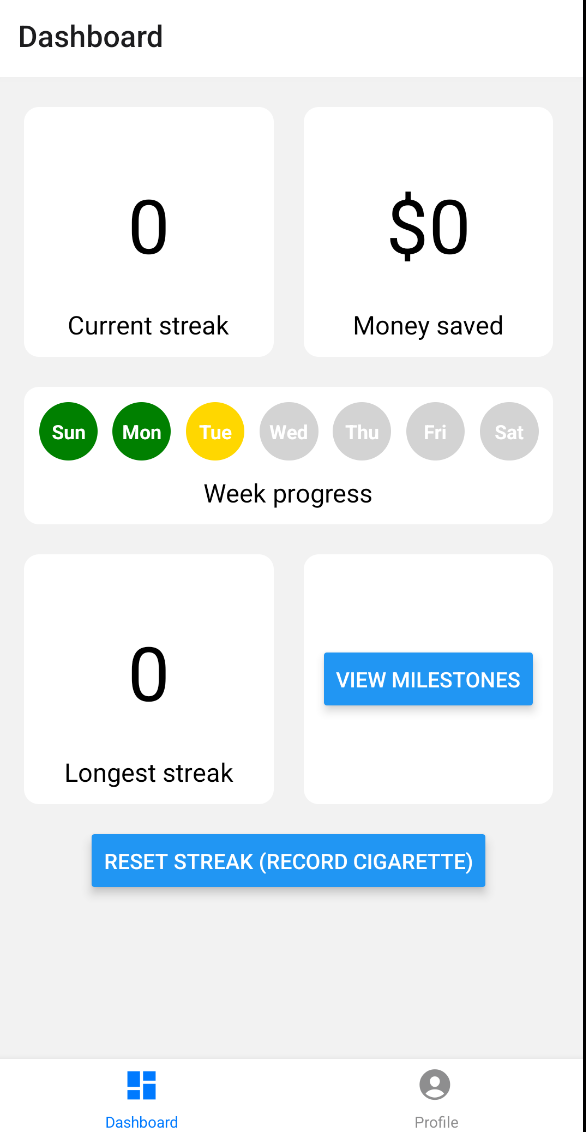 Dashboard
0
Current streak
$0
Money saved
Sun Mon Tue Wed Thu Fri Sat
Week progress
0
Longest streak
VIEW MILESTONES
RESET STREAK (RECORD CIGARETTE)
Dashboard
Profile